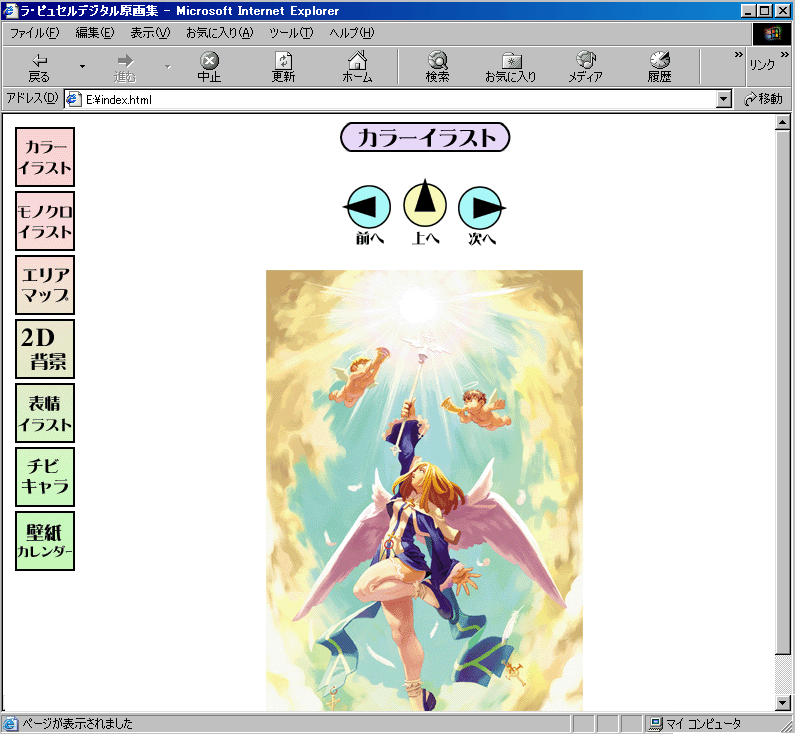 ラ・ピュセルデジタル原画集 - Microsoft Internet Explorer
ファイル(F) 編集(E) 表示(V) お気に入り(A) ツール(T) ヘルプ(H)
戻る 進む 中止 更新 ホーム 検索 お気に入り メディア 履歴 » リンク »
アドレス(D) E:¥index.html 移動
カラー
イラスト
モノクロ
イラスト
エリア
マップ
2D
背景
表情
イラスト
チビ
キャラ
壁紙
カレンダー
カラーイラスト
前へ 上へ 次へ
ページが表示されました マイ コンピュータ